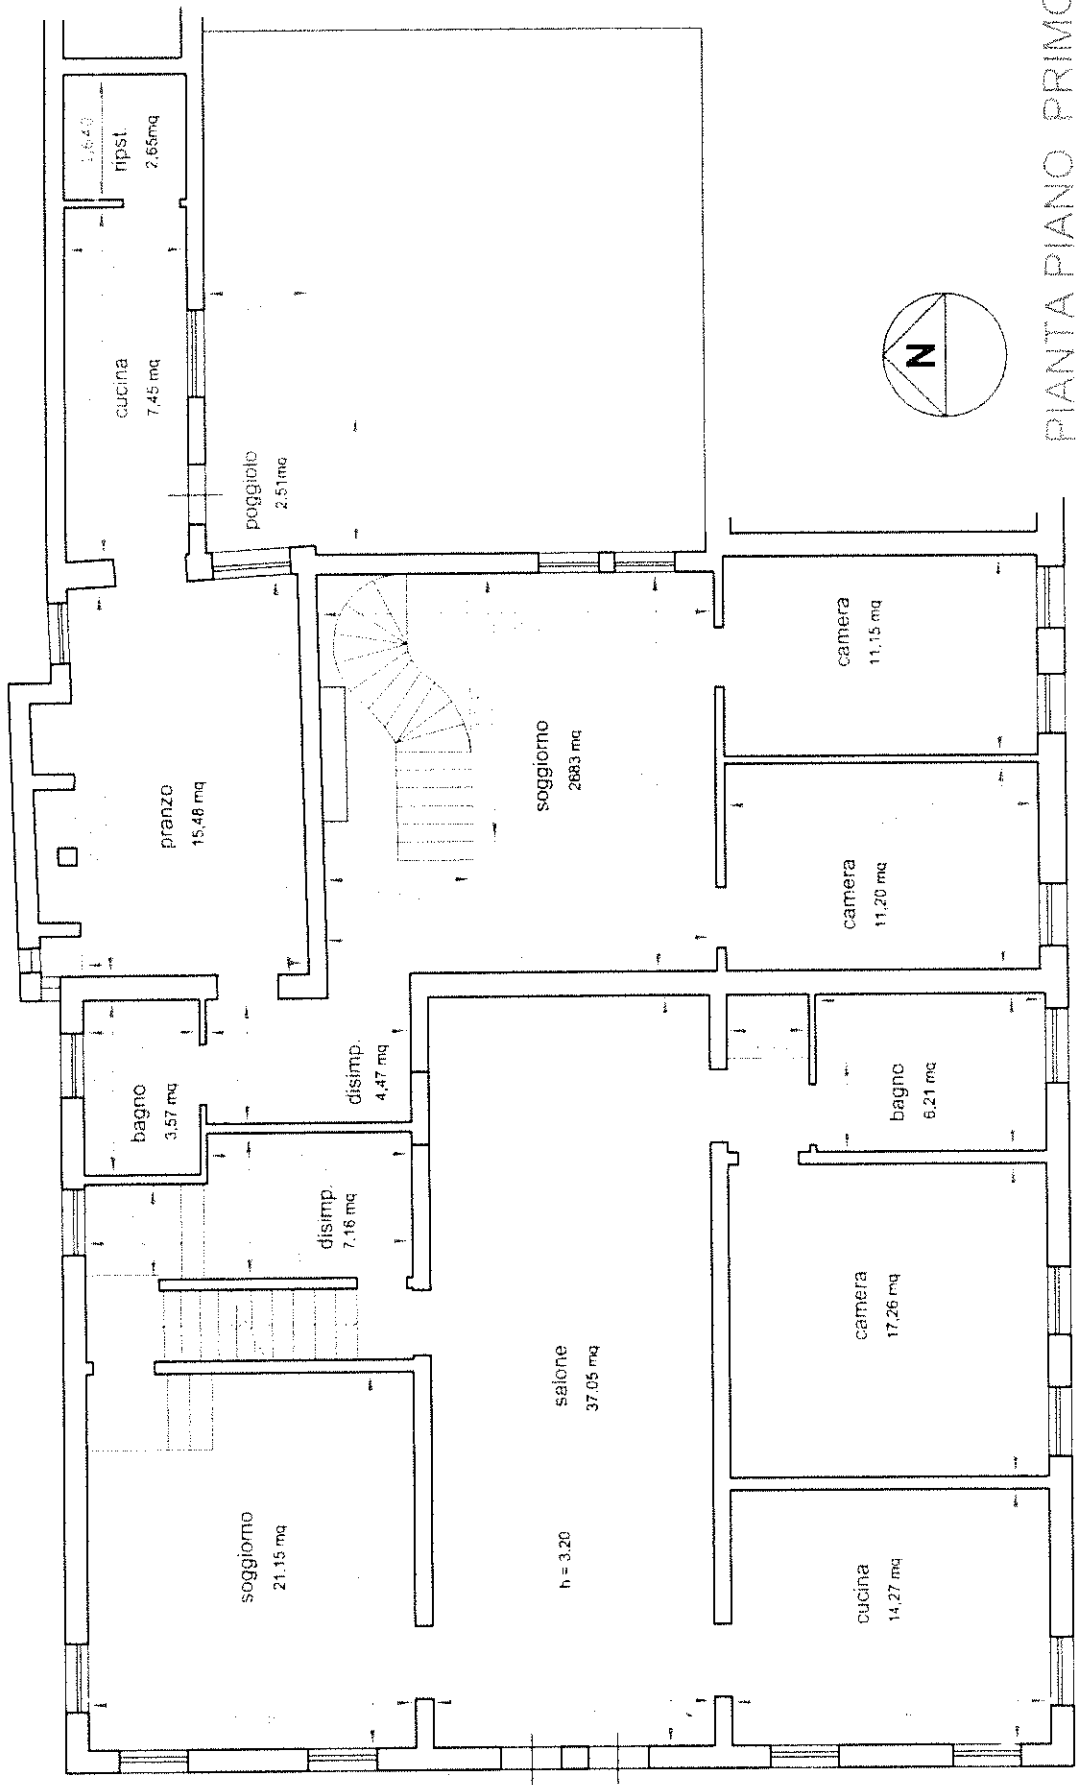 1,640
ripst.
2,65mq
cucina
7,45 mq
poggiolo
2.51mq
pranzo
15,48 mq
soggiorno
2683 mq
camera
11,15 mq
camera
11,20 mq
bagno
3,57 mq
disimp.
4,47 mq
disimp.
7,16 mq
bagno
6.21 mq
camera
17,26 mq
salone
37.05 mq
h = 3.20
soggiorno
21.15 mq
cucina
14,27 mq
N
PIANTA PIANO PRIMO